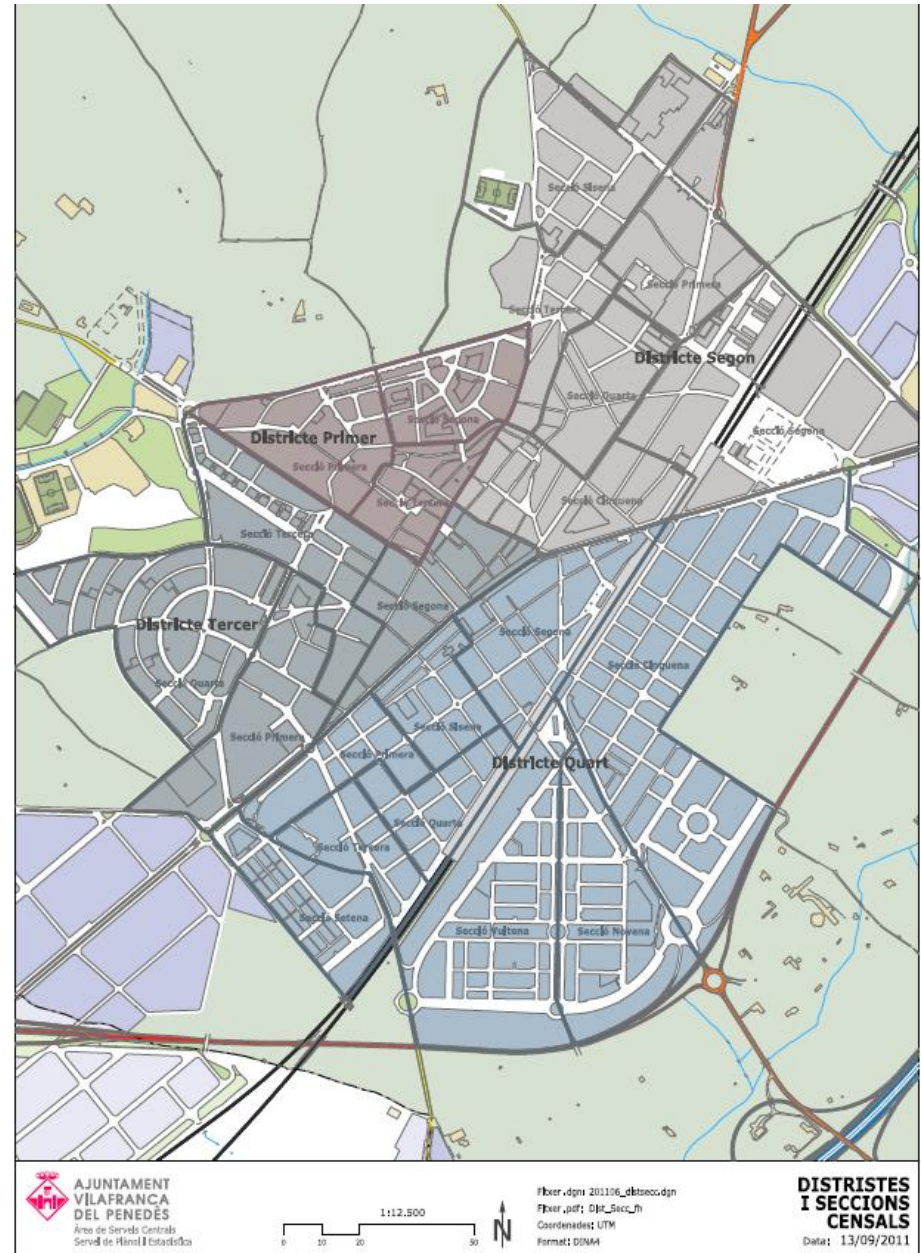 Secció Sisena
Secció Primera
Secció Tercera
Districte Segon
Secció Quarta
Secció Segona
Districte Primer
Secció Segona
Secció Primera
Secció Tercera
Secció Cinquena
Secció Tercera
Secció Segona
Districte Tercer
Secció Segona
Secció Cinquena
Secció Quarta
Secció Primera
Secció Sisena
Secció Primera
Districte Quart
Secció Quarta
Secció Tercera
Secció Setena
Secció Vuitena
Secció Novena
AJUNTAMENT
VILAFRANCA
DEL PENEDÈS
Àrea de Serveis Centrals
Servei de Plànol i Estadística
1:12.500
0 10 20 50
N
Fitxer .dgn: 201106_distsecc.dgn
Fitxer .pdf: Dist_Secc_fh
Coordenades: UTM
Format: DINA4
DISTRISTES
I SECCIONS
CENSALS
Data: 13/09/2011